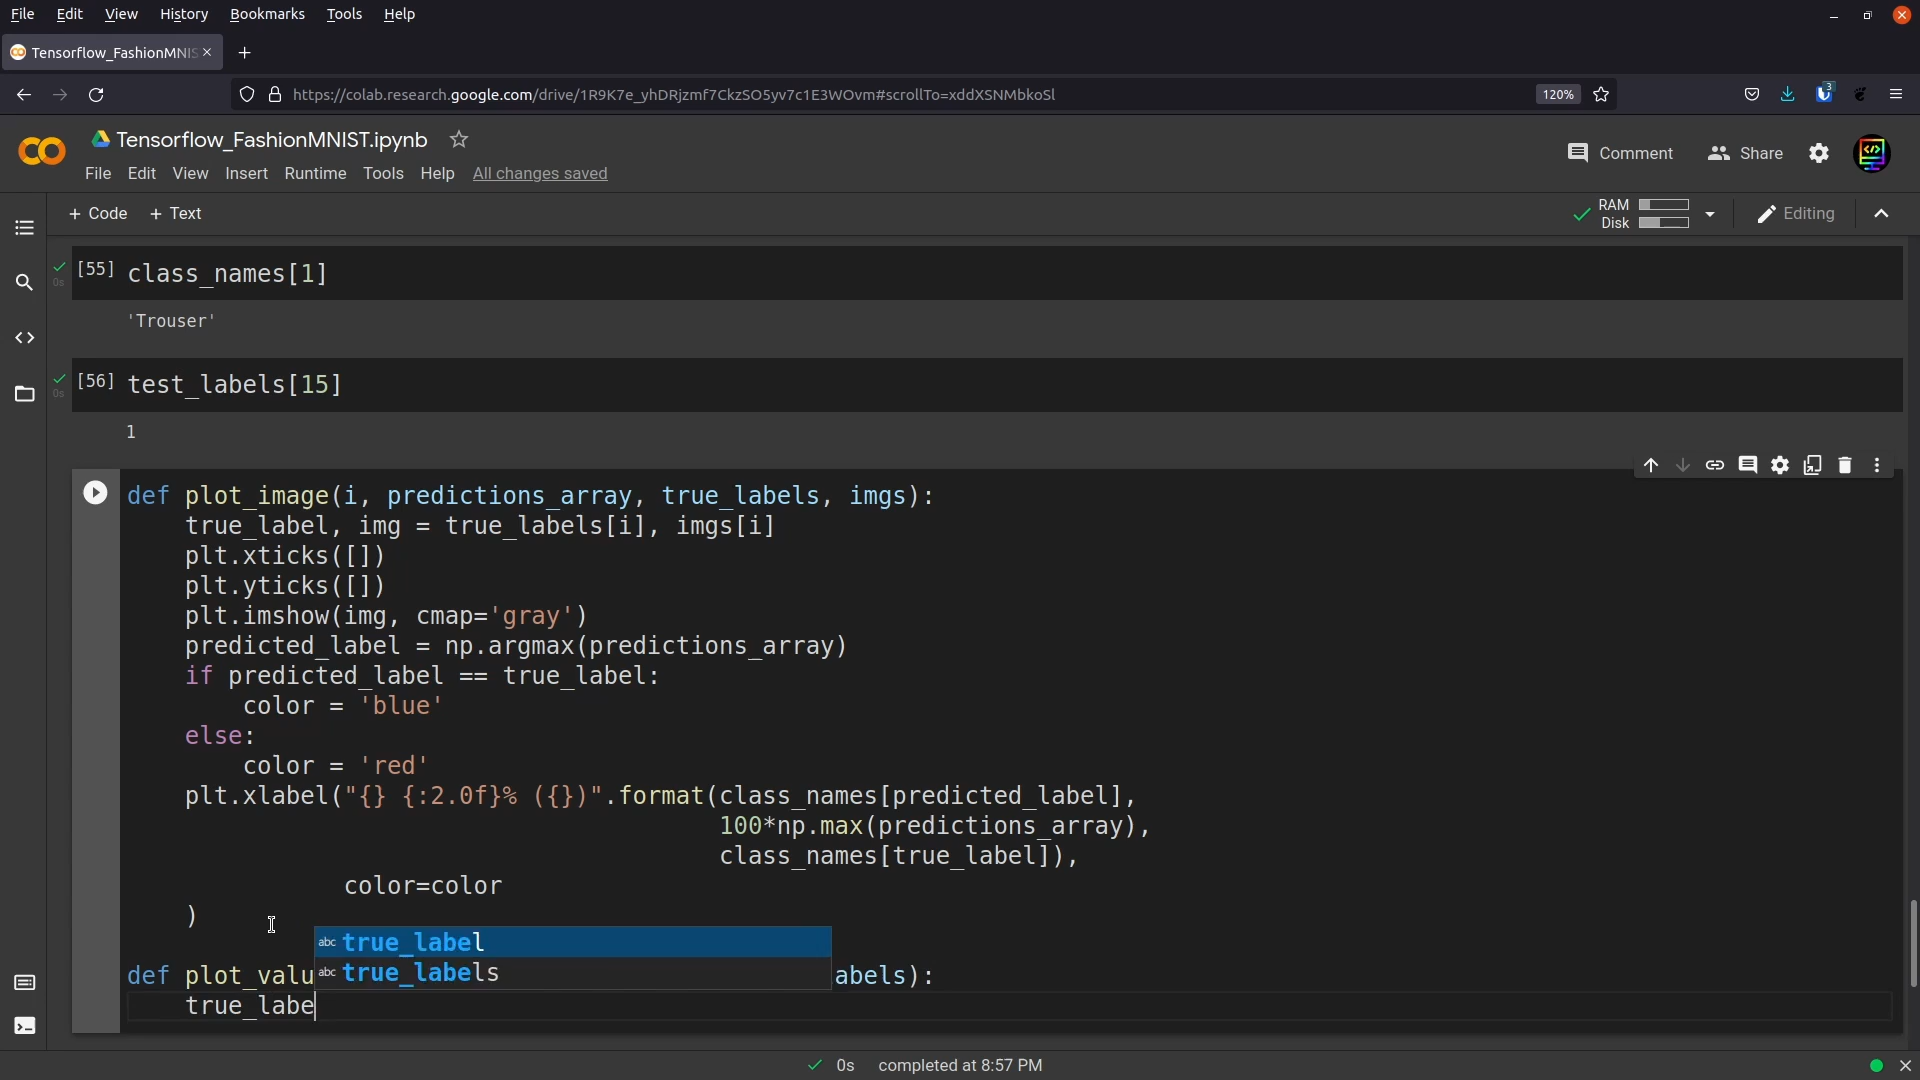 File Edit View History Bookmarks Tools Help
Tensorflow_FashionMNIS
https://colab.research.google.com/drive/1R9K7e_yhDRjzmf7CkzSO5yv7c1E3WOvm#scrollTo=xddXSNMbkoSl 120% 3
Tensorflow_FashionMNIST.ipynb
File Edit View Insert Runtime Tools Help All changes saved
Comment Share
+ Code + Text
RAM
Disk
Editing
[55] class_names[1]
0s
'Trouser'
[56] test_labels[15]
0s
1
def plot_image(i, predictions_array, true_labels, imgs):
true_label, img = true_labels[i], imgs[i]
plt.xticks([])
plt.yticks([])
plt.imshow(img, cmap='gray')
predicted_label = np.argmax(predictions_array)
if predicted_label == true_label:
color = 'blue'
else:
color = 'red'
plt.xlabel("{} {:2.0f}% ({})".format(class_names[predicted_label],
100*np.max(predictions_array),
class_names[true_label]),
color=color
)
abc true_label
def plot_valu abc true_labels abels):
true_labe
0s completed at 8:57 PM